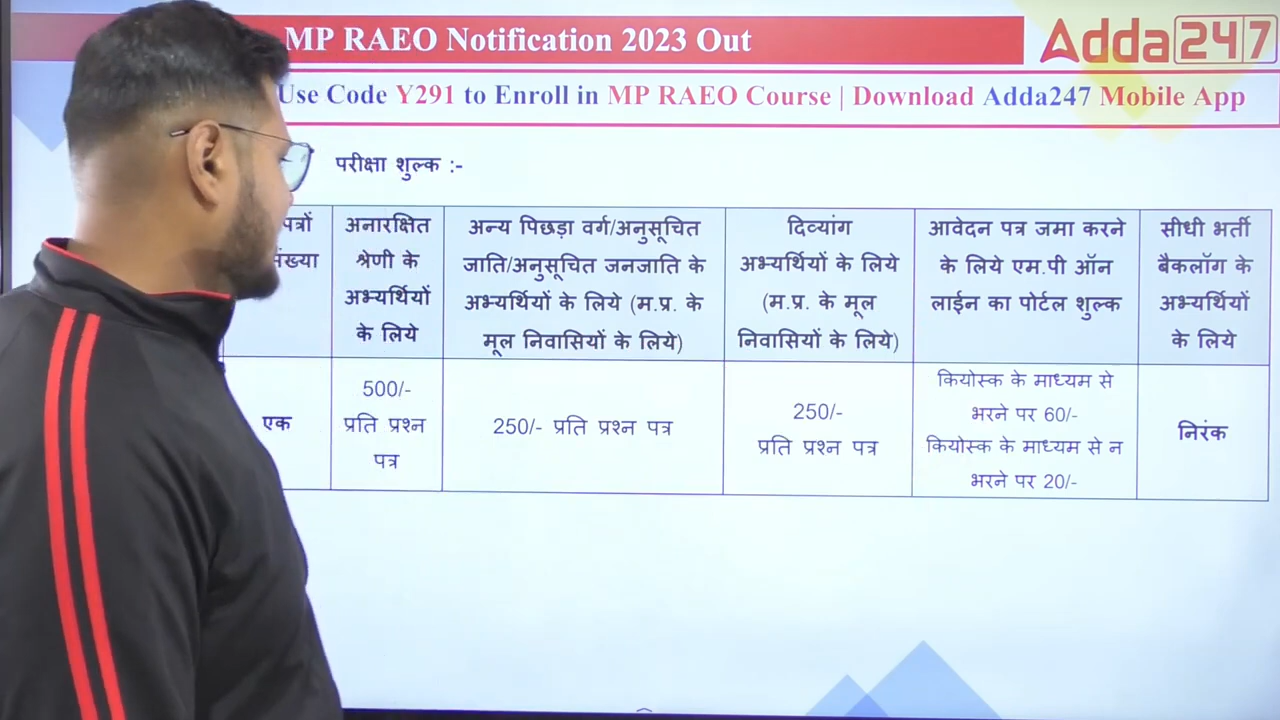 MP RAEO Notification 2023 Out
Adda247
Use Code Y291 to Enroll in MP RAEO Course | Download Adda247 Mobile App
परीक्षा शुल्क :-
अनारक्षित
श्रेणी के
अभ्यर्थियों
के लिये
अन्य पिछड़ा वर्ग/अनुसूचित
जाति/अनुसूचित जनजाति के
अभ्यर्थियों के लिये (म.प्र. के
मूल निवासियों के लिये)
दिव्यांग
अभ्यर्थियों के लिये
(म.प्र. के मूल
निवासियों के लिये)
आवेदन पत्र जमा करने
के लिये एम.पी ऑन
लाईन का पोर्टल शुल्क
सीधी भर्ती
बैकलॉग के
अभ्यर्थियों
के लिये
एक
500/-
प्रति प्रश्न
पत्र
250/- प्रति प्रश्न पत्र
250/-
प्रति प्रश्न पत्र
कियोस्क के माध्यम से
भरने पर 60/-
कियोस्क के माध्यम से न
भरने पर 20/-
निरंक